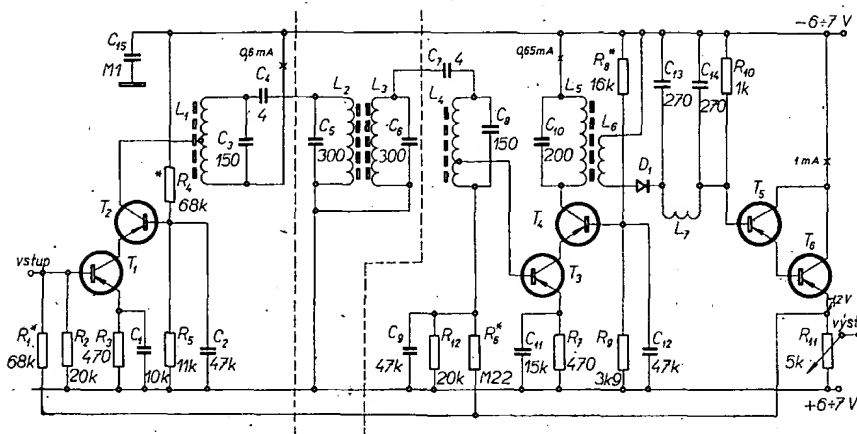 −6÷7 V
C15
M1
0,6mA
C4
4
C7
4
0,65mA
R8*
16k
C13
270
C14
270
R10
1k
L1
L2
L3
L4
L5
L6
C3
150
C5
300
C6
300
C8
150
C10
200
*
R4
68k
D1
1mA
T2
T4
T5
L7
T6
vstup
T1
T3
1,2V
výst
R1*
68k
R2
20k
R3
470
C1
10k
R5
11k
C2
47k
C9
47k
R12
20k
R6*
M22
C11
15k
R7
470
R9
3k9
C12
47k
R11
5k
+6÷7 V